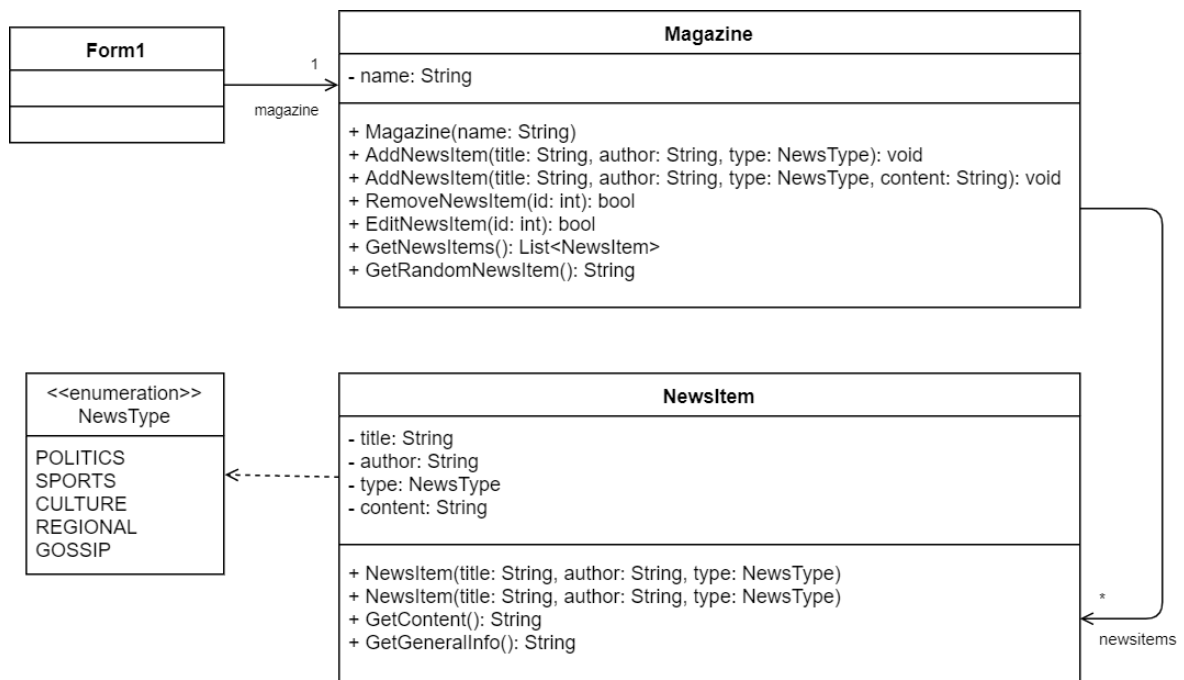 Form1
1
magazine
Magazine
- name: String
+ Magazine(name: String)
+ AddNewsItem(title: String, author: String, type: NewsType): void
+ AddNewsItem(title: String, author: String, type: NewsType, content: String): void
+ RemoveNewsItem(id: int): bool
+ EditNewsItem(id: int): bool
+ GetNewsItems(): List<NewsItem>
+ GetRandomNewsItem(): String
<<enumeration>>
NewsType
POLITICS
SPORTS
CULTURE
REGIONAL
GOSSIP
NewsItem
- title: String
- author: String
- type: NewsType
- content: String
+ NewsItem(title: String, author: String, type: NewsType)
+ NewsItem(title: String, author: String, type: NewsType)
+ GetContent(): String
+ GetGeneralInfo(): String
*
newsitems